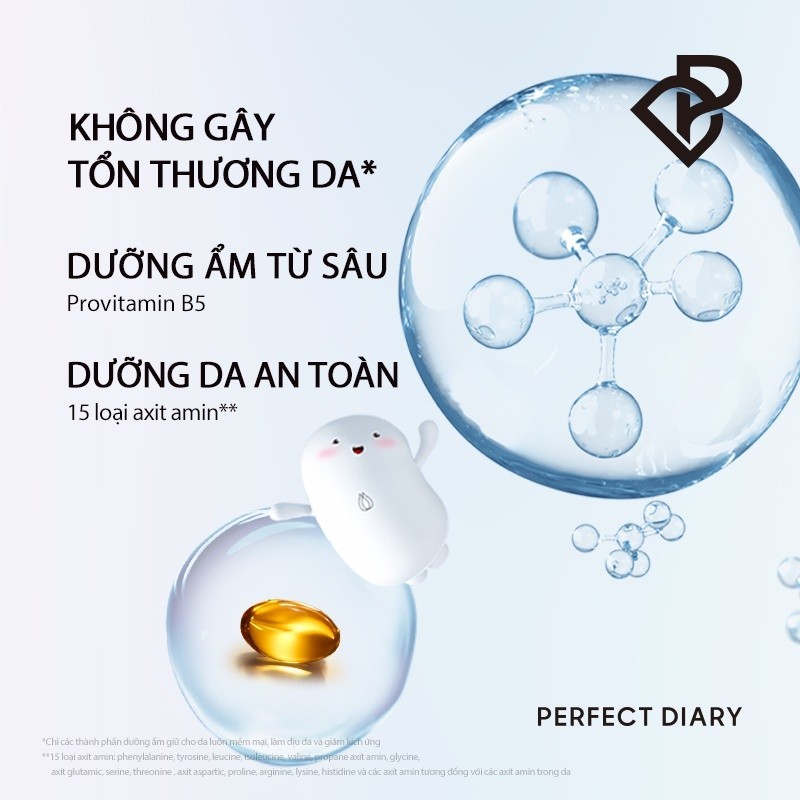 KHÔNG GÂY
TỔN THƯƠNG DA*
DƯỠNG ẨM TỪ SÂU
Provitamin B5
DƯỠNG DA AN TOÀN
15 loại axit amin**
PERFECT DIARY
*Chỉ các thành phần dưỡng ẩm giữ cho da luôn mềm mại, làm dịu da và giảm kích ứng
**15 loại axit amin: phenylalanine, tyrosine, leucine, isoleucine, valine, propane axit amin, glycine,
axit glutamic, serine, threonine , axit aspartic, proline, arginine, lysine, histidine và các axit amin tương đồng với các axit amin trong da